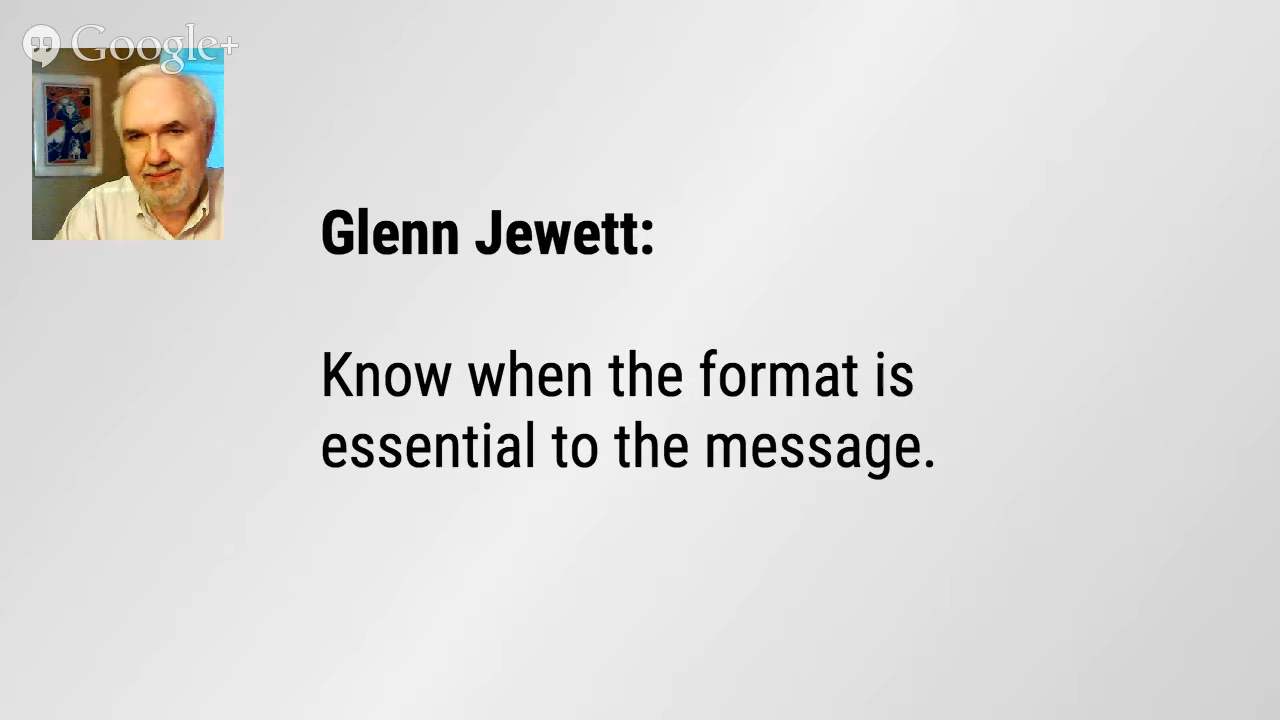 Google+
Glenn Jewett:
Know when the format is
essential to the message.